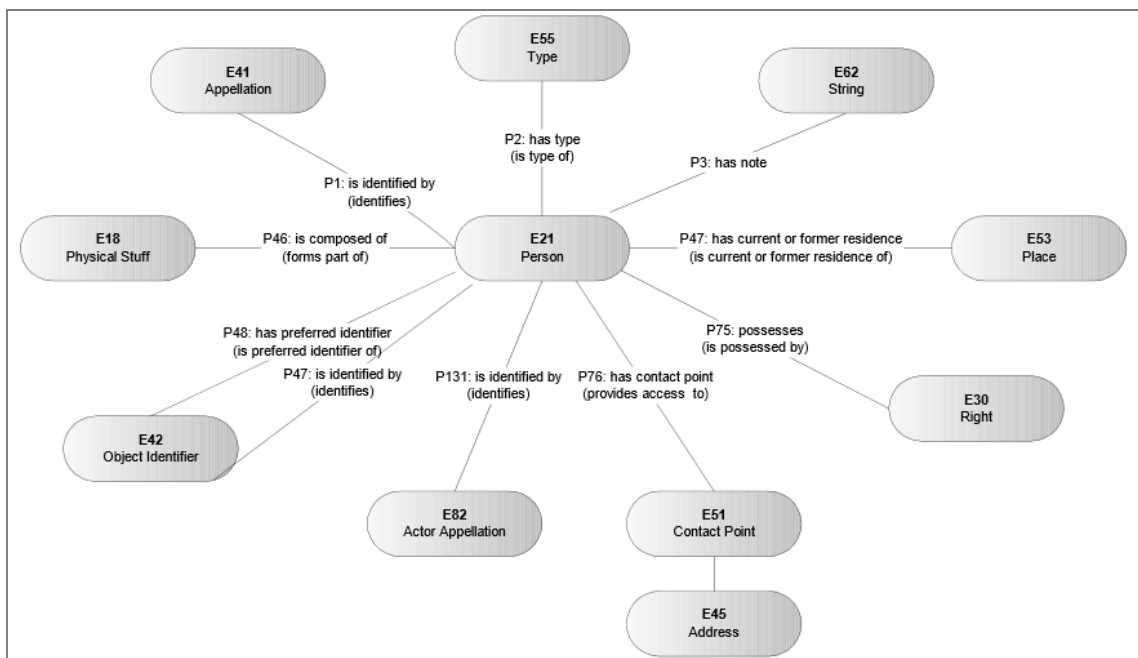 E55
Type
E41
Appellation
E62
String
P2: has type
(is type of)
P3: has note
P1: is identified by
(identifies)
E18
Physical Stuff
P46: is composed of
(forms part of)
E21
Person
P47: has current or former residence
(is current or former residence of)
E53
Place
P48: has preferred identifier
(is preferred identifier of)
P75: possesses
(is possessed by)
P47: is identified by
(identifies)
P131: is identified by
(identifies)
P76: has contact point
(provides access to)
E30
Right
E42
Object Identifier
E82
Actor Appellation
E51
Contact Point
E45
Address